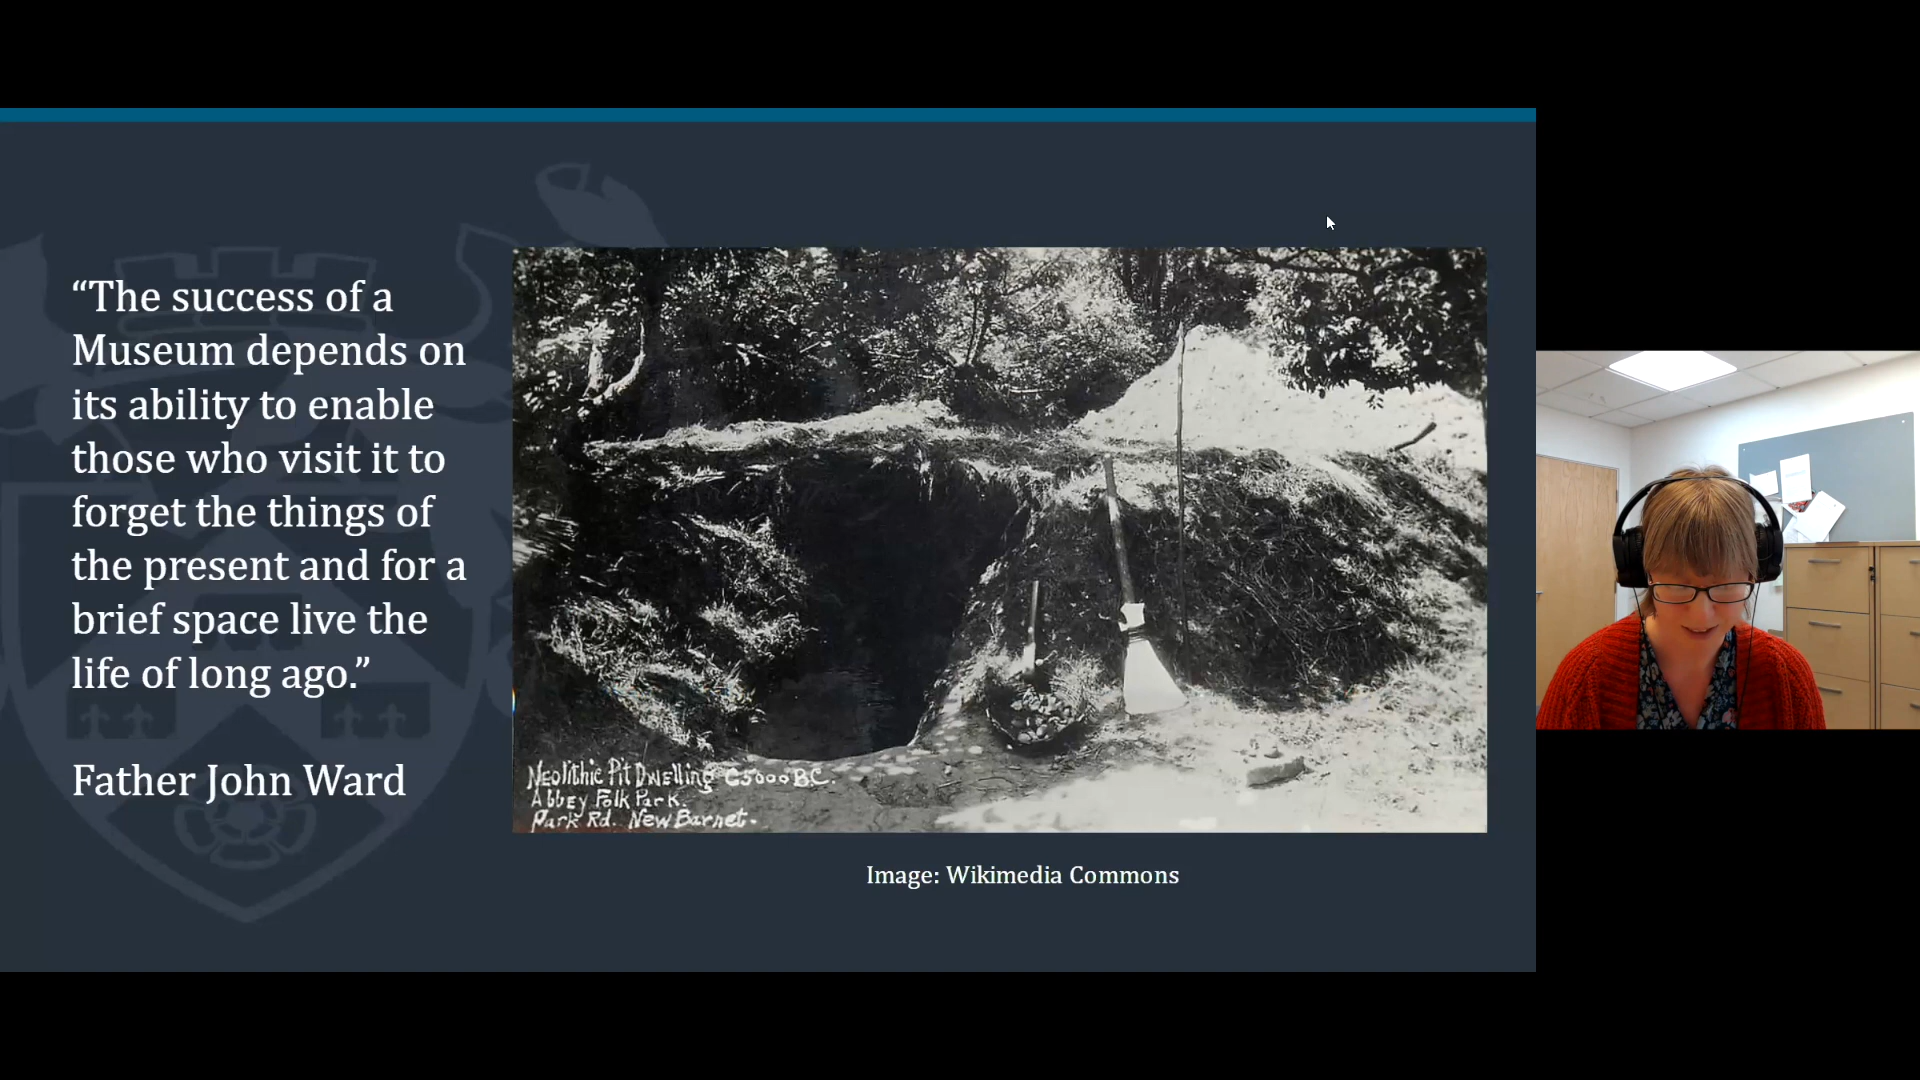 “The success of a
Museum depends on
its ability to enable
those who visit it to
forget the things of
the present and for a
brief space live the
life of long ago.”
Father John Ward
Neolithic Pit Dwelling C5000 B.C.
Abbey Folk Park.
Park Rd. New Barnet.
Image: Wikimedia Commons